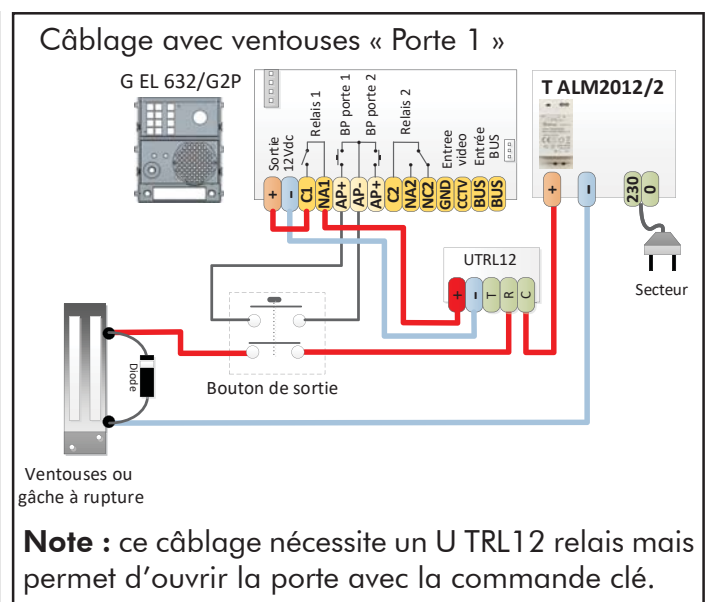 Câblage avec ventouses « Porte 1 »
G EL 632/G2P
T ALM2012/2
Sortie
12Vdc
Relais 1
BP porte 1
BP porte 2
Relais 2
Entree
video
Entrée
BUS
+
-
C1
NA1
AP+
AP-
AP+
C2
NA2
NC2
GND
CCTV
BUS
BUS
+
-
230
0
Secteur
UTRL12
+
-
T
R
C
Bouton de sortie
Diode
Ventouses ou
gâche à rupture
Note : ce câblage nécessite un U TRL12 relais mais
permet d'ouvrir la porte avec la commande clé.